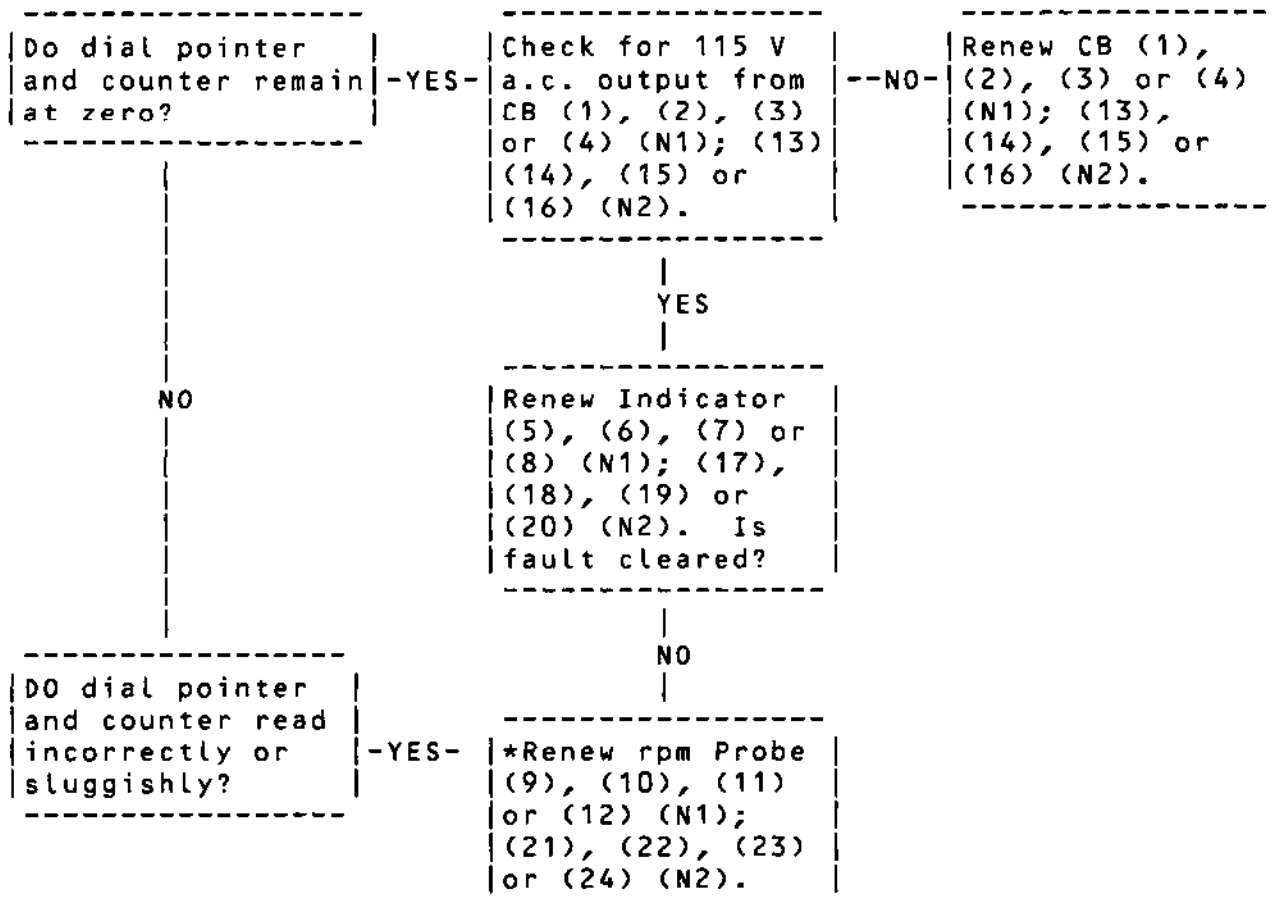 Do dial pointer
and counter remain
at zero?
-YES-
Check for 115 V
a.c. output from
CB (1), (2), (3)
or (4) (N1); (13)
(14), (15) or
(16) (N2).
--NO-
Renew CB (1),
(2), (3) or (4)
(N1); (13),
(14), (15) or
(16) (N2).
YES
NO
Renew Indicator
(5), (6), (7) or
(8) (N1); (17),
(18), (19) or
(20) (N2). Is
fault cleared?
NO
DO dial pointer
and counter read
incorrectly or
sluggishly?
-YES-
*Renew rpm Probe
(9), (10), (11)
or (12) (N1);
(21), (22), (23)
or (24) (N2).